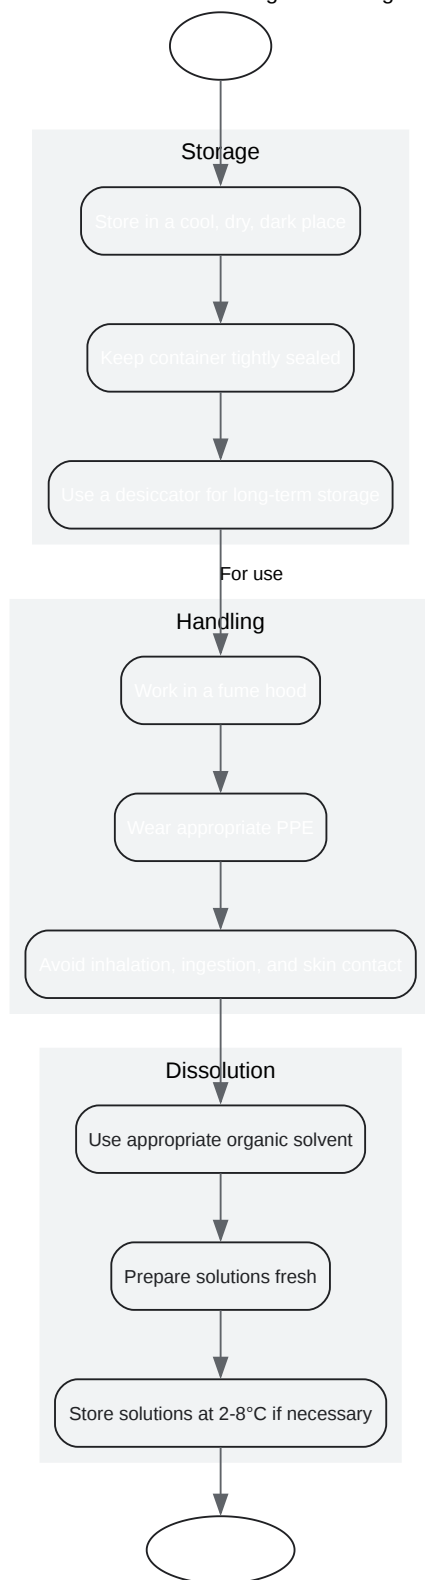 Storage
Store in a cool, dry, dark place
Keep container tightly sealed
Use a desiccator for long-term storage
For use
Handling
Work in a fume hood
Wear appropriate PPE
Avoid inhalation, ingestion, and skin contact
Dissolution
Use appropriate organic solvent
Prepare solutions fresh
Store solutions at 2-8°C if necessary